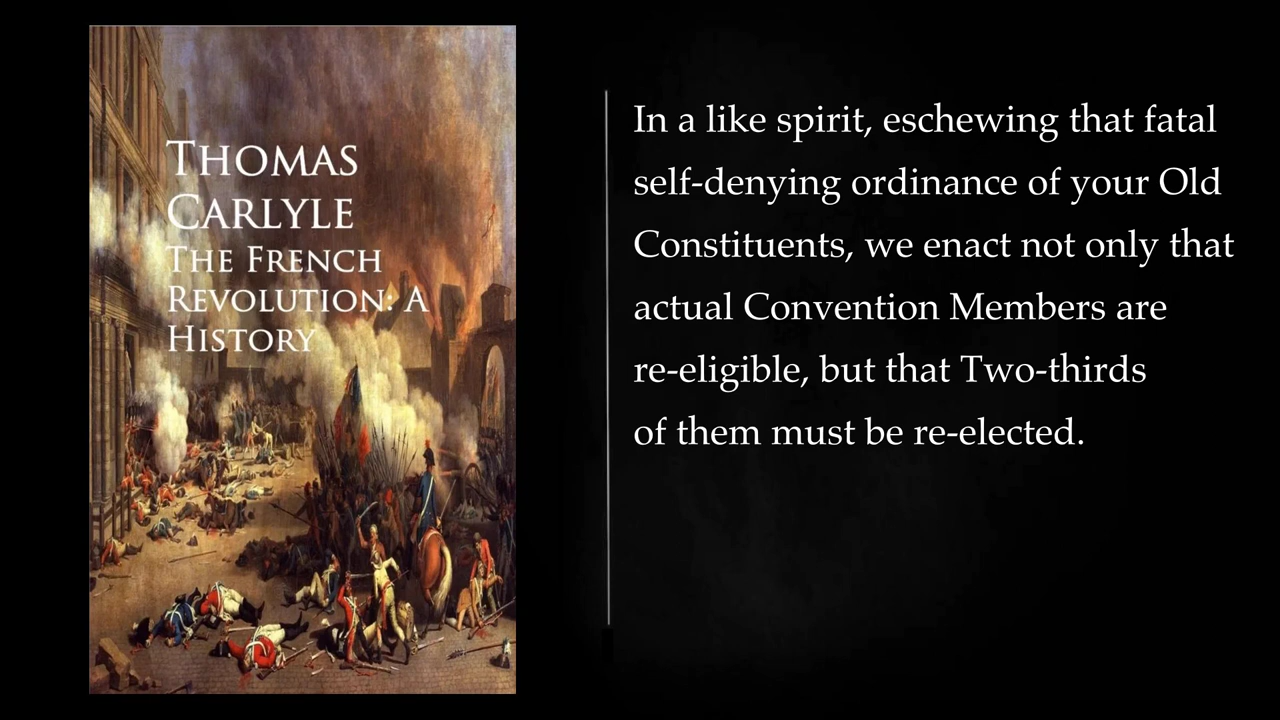 THOMAS
CARLYLE
THE FRENCH
REVOLUTION: A
HISTORY
In a like spirit, eschewing that fatal
self-denying ordinance of your Old
Constituents, we enact not only that
actual Convention Members are
re-eligible, but that Two-thirds
of them must be re-elected.